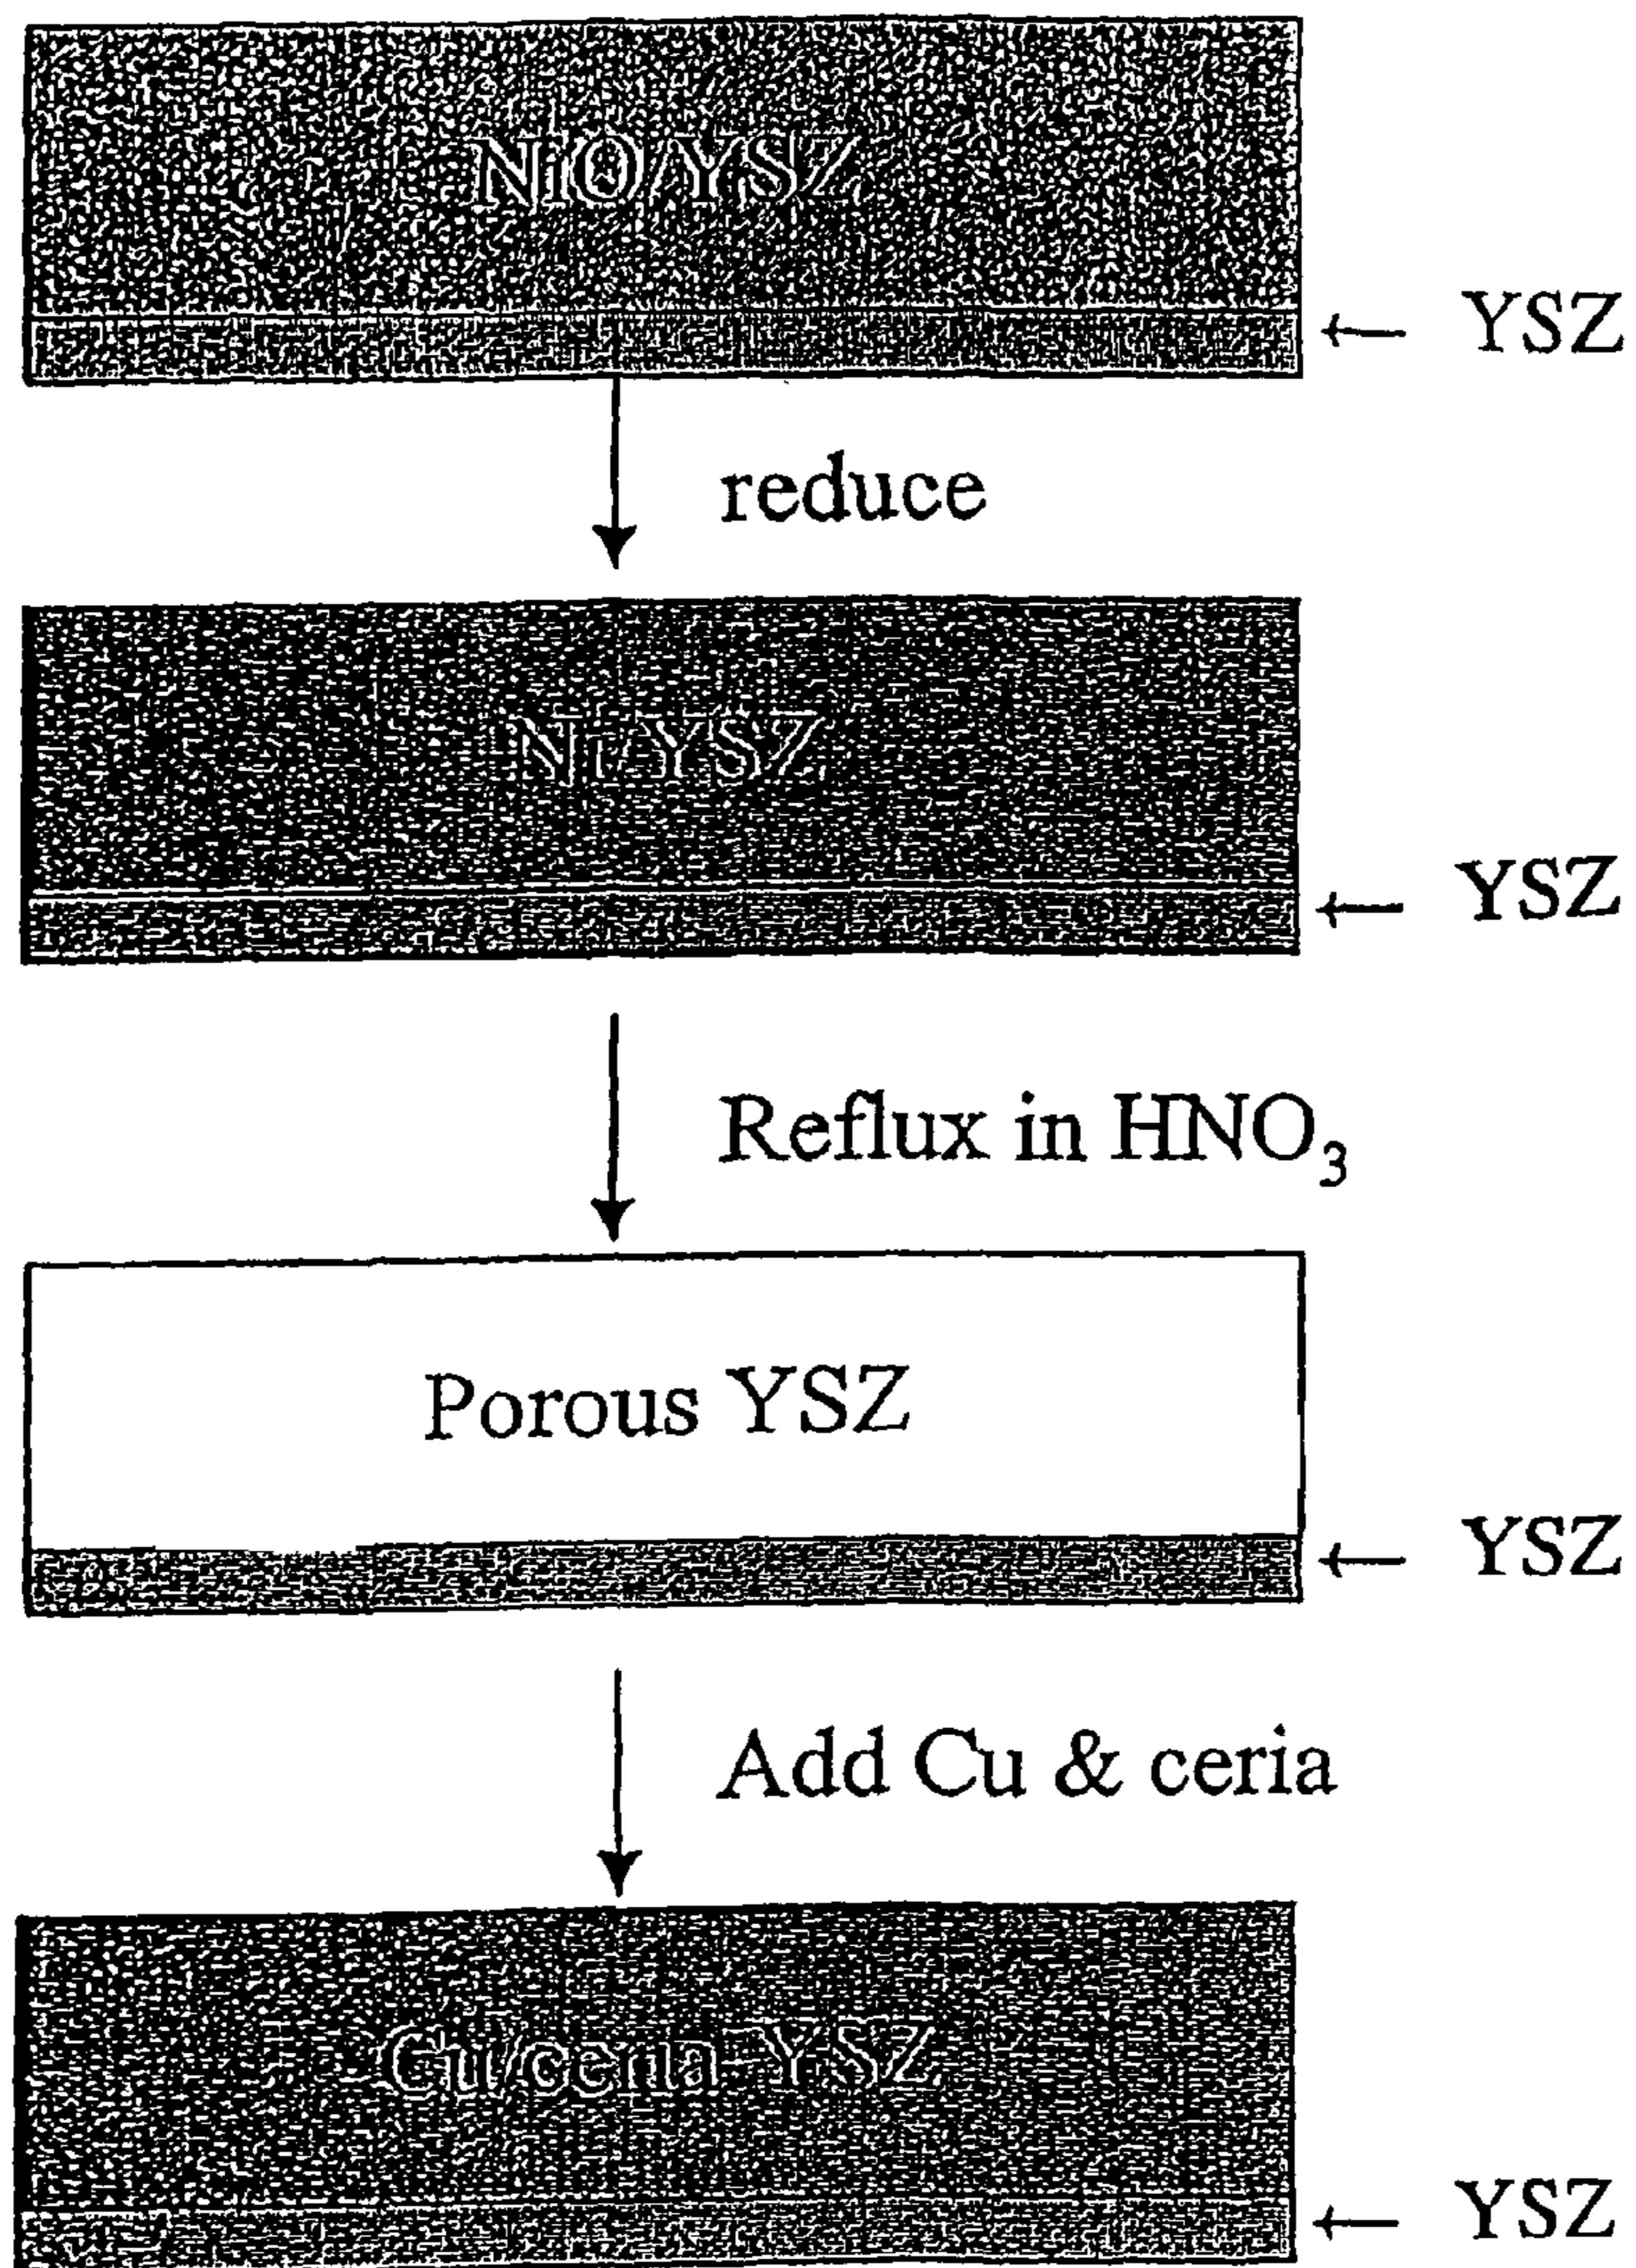 NiO/YSZ
YSZ
reduce
Ni/YSZ
YSZ
Reflux in HNO₃
Porous YSZ
YSZ
Add Cu & ceria
Cu/ceria YSZ
YSZ